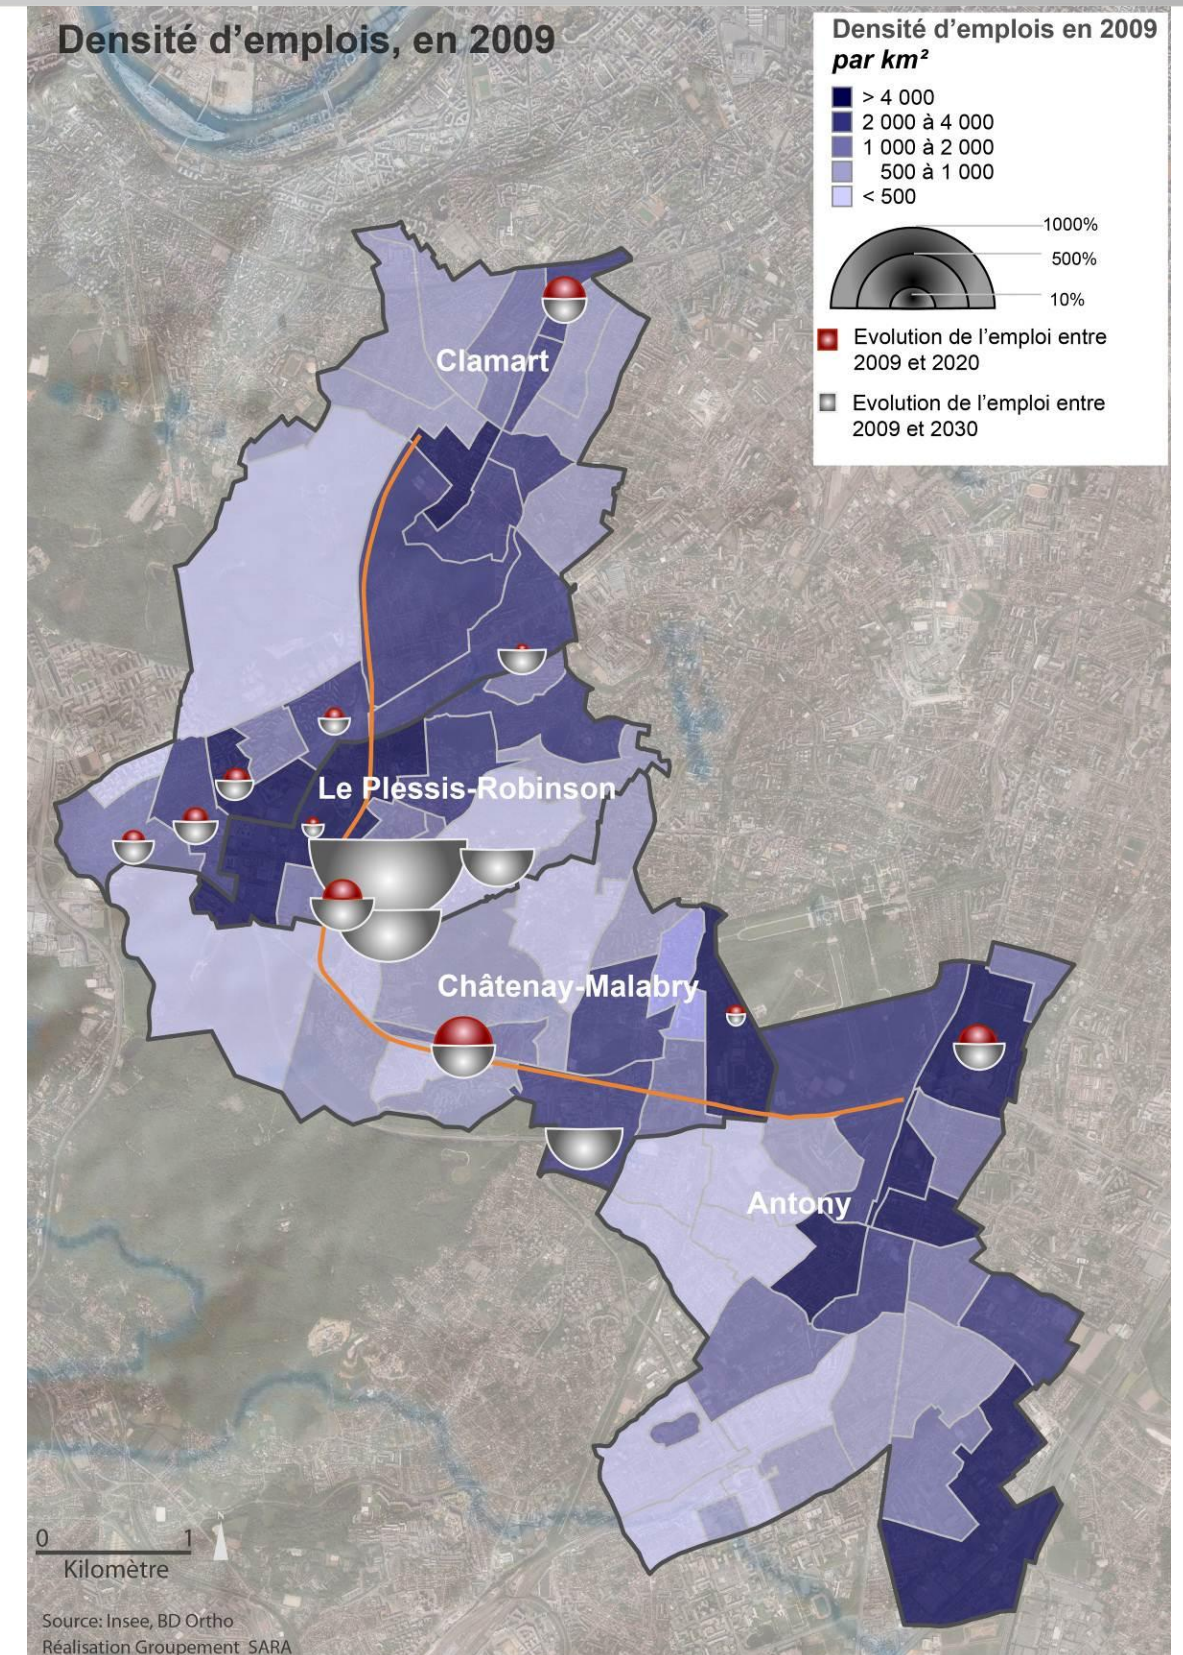 Densité d’emplois, en 2009
Densité d’emplois en 2009
par km²
> 4 000
2 000 à 4 000
1 000 à 2 000
500 à 1 000
< 500
1000%
500%
10%
Evolution de l’emploi entre
2009 et 2020
Evolution de l’emploi entre
2009 et 2030
Clamart
Le Plessis-Robinson
Châtenay-Malabry
Antony
N
0 1
Kilomètre
Source: Insee, BD Ortho
Réalisation Groupement SARA